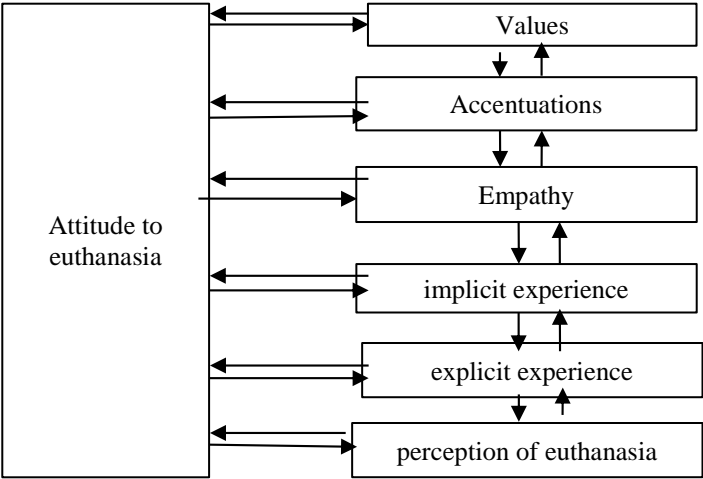 Values
Accentuations
Empathy
Attitude to
euthanasia
implicit experience
explicit experience
perception of euthanasia